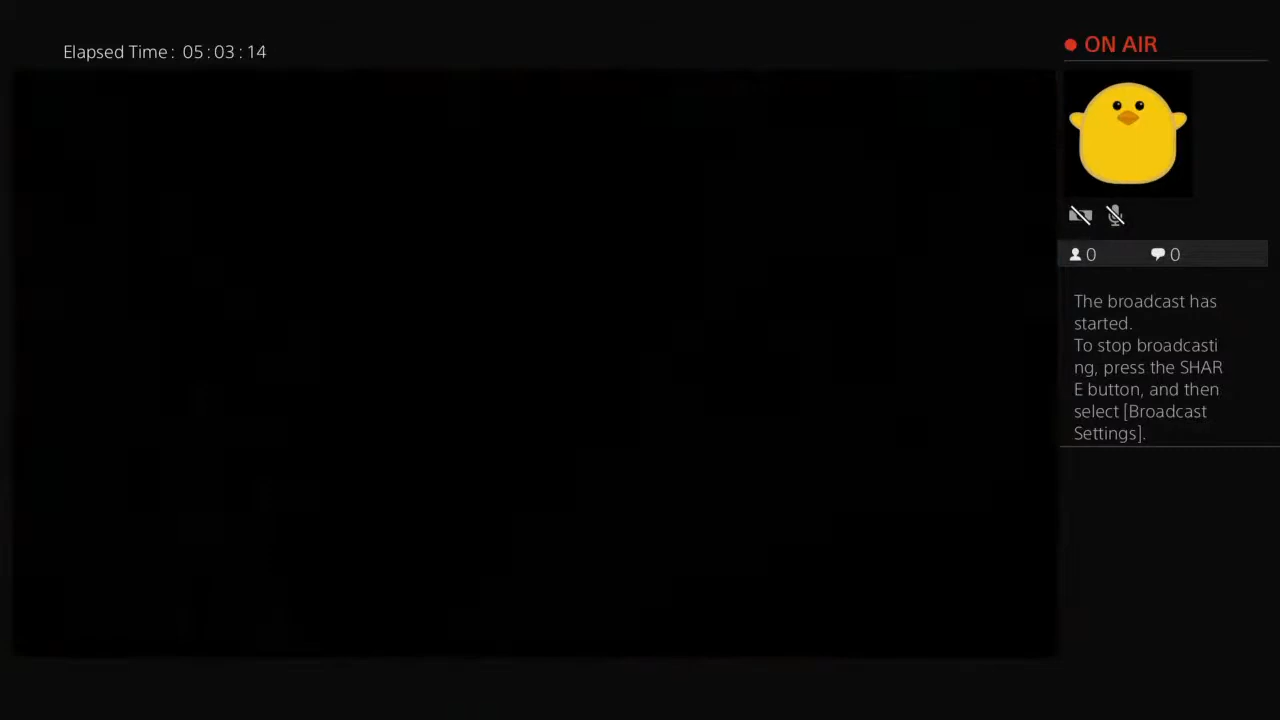 Elapsed Time: 05:03:14
ON AIR
0 0
The broadcast has
started.
To stop broadcasti
ng, press the SHAR
E button, and then
select [Broadcast
Settings].